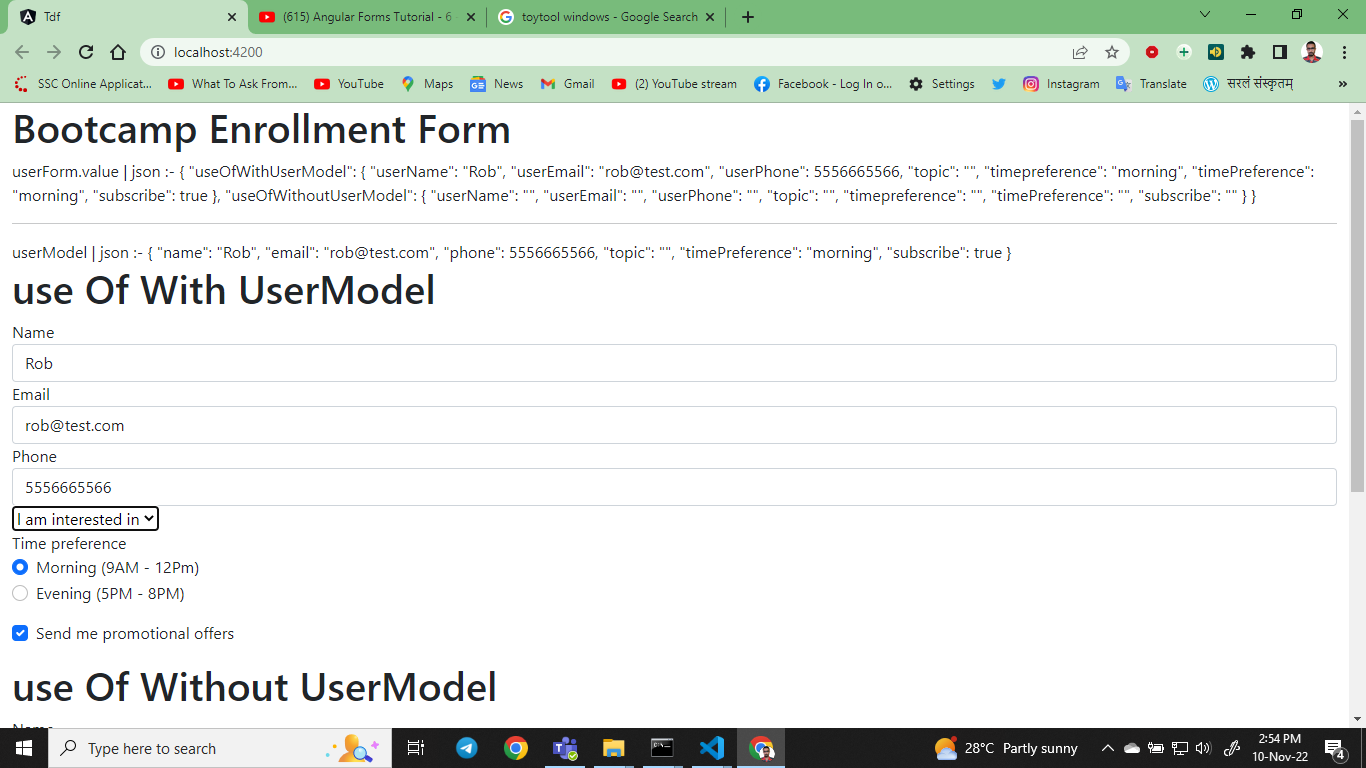 Tdf
(615) Angular Forms Tutorial - 6
toytool windows - Google Search
localhost:4200
SSC Online Applicat...
What To Ask From...
YouTube
Maps
News
Gmail
(2) YouTube stream
Facebook - Log In o...
Settings
Instagram
Translate
सरलं संस्कृतम्
»
Bootcamp Enrollment Form
userForm.value | json :- { "useOfWithUserModel": { "userName": "Rob", "userEmail": "rob@test.com", "userPhone": 5556665566, "topic": "", "timepreference": "morning", "timePreference":
"morning", "subscribe": true }, "useOfWithoutUserModel": { "userName": "", "userEmail": "", "userPhone": "", "topic": "", "timepreference": "", "timePreference": "", "subscribe": "" } }
userModel | json :- { "name": "Rob", "email": "rob@test.com", "phone": 5556665566, "topic": "", "timePreference": "morning", "subscribe": true }
use Of With UserModel
Name
Rob
Email
rob@test.com
Phone
5556665566
I am interested in
Time preference
Morning (9AM - 12Pm)
Evening (5PM - 8PM)
Send me promotional offers
use Of Without UserModel
Name
Type here to search
28°C Partly sunny
2:54 PM
10-Nov-22
4